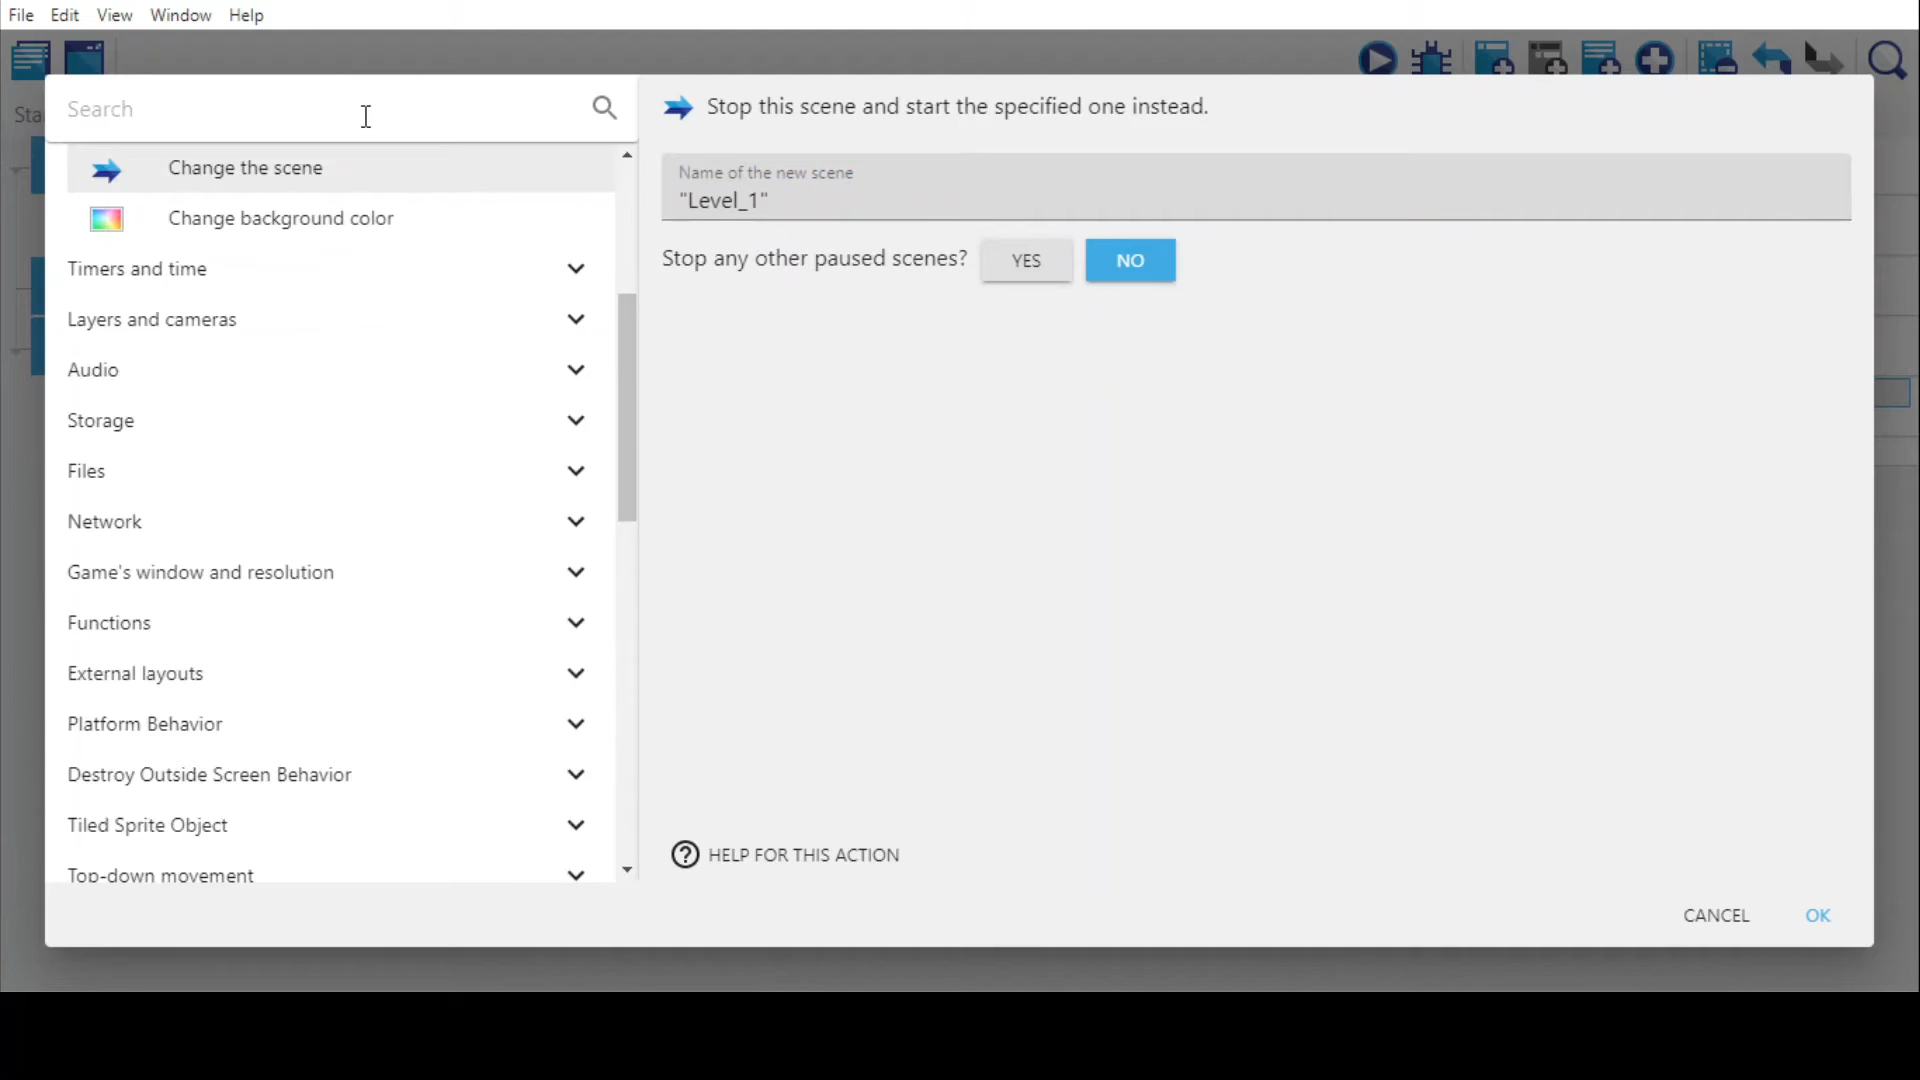 File Edit View Window Help
Sta
Search
Change the scene
Change background color
Timers and time
Layers and cameras
Audio
Storage
Files
Network
Game's window and resolution
Functions
External layouts
Platform Behavior
Destroy Outside Screen Behavior
Tiled Sprite Object
Top-down movement
Stop this scene and start the specified one instead.
Name of the new scene
"Level_1"
Stop any other paused scenes? YES NO
HELP FOR THIS ACTION
CANCEL OK